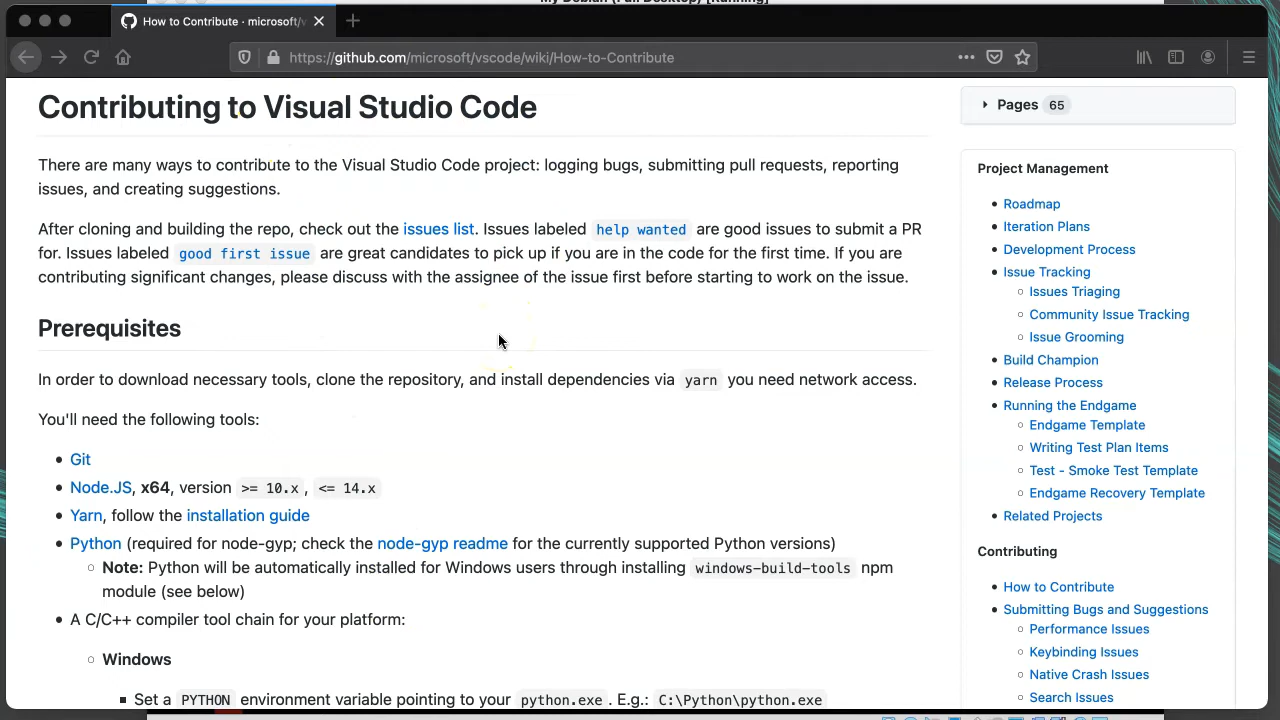 My Debian (Full Desktop) [Running]
How to Contribute · microsoft/v
https://github.com/microsoft/vscode/wiki/How-to-Contribute
Contributing to Visual Studio Code
There are many ways to contribute to the Visual Studio Code project: logging bugs, submitting pull requests, reporting
issues, and creating suggestions.
After cloning and building the repo, check out the issues list. Issues labeled help wanted are good issues to submit a PR
for. Issues labeled good first issue are great candidates to pick up if you are in the code for the first time. If you are
contributing significant changes, please discuss with the assignee of the issue first before starting to work on the issue.
Prerequisites
In order to download necessary tools, clone the repository, and install dependencies via yarn you need network access.
You'll need the following tools:
• Git
• Node.JS, x64, version >= 10.x, <= 14.x
• Yarn, follow the installation guide
• Python (required for node-gyp; check the node-gyp readme for the currently supported Python versions)
○ Note: Python will be automatically installed for Windows users through installing windows-build-tools npm
module (see below)
• A C/C++ compiler tool chain for your platform:
○ Windows
▪ Set a PYTHON environment variable pointing to your python.exe. E.g.: C:\Python\python.exe
Pages 65
Project Management
• Roadmap
• Iteration Plans
• Development Process
• Issue Tracking
○ Issues Triaging
○ Community Issue Tracking
○ Issue Grooming
• Build Champion
• Release Process
• Running the Endgame
○ Endgame Template
○ Writing Test Plan Items
○ Test - Smoke Test Template
○ Endgame Recovery Template
• Related Projects
Contributing
• How to Contribute
• Submitting Bugs and Suggestions
○ Performance Issues
○ Keybinding Issues
○ Native Crash Issues
○ Search Issues